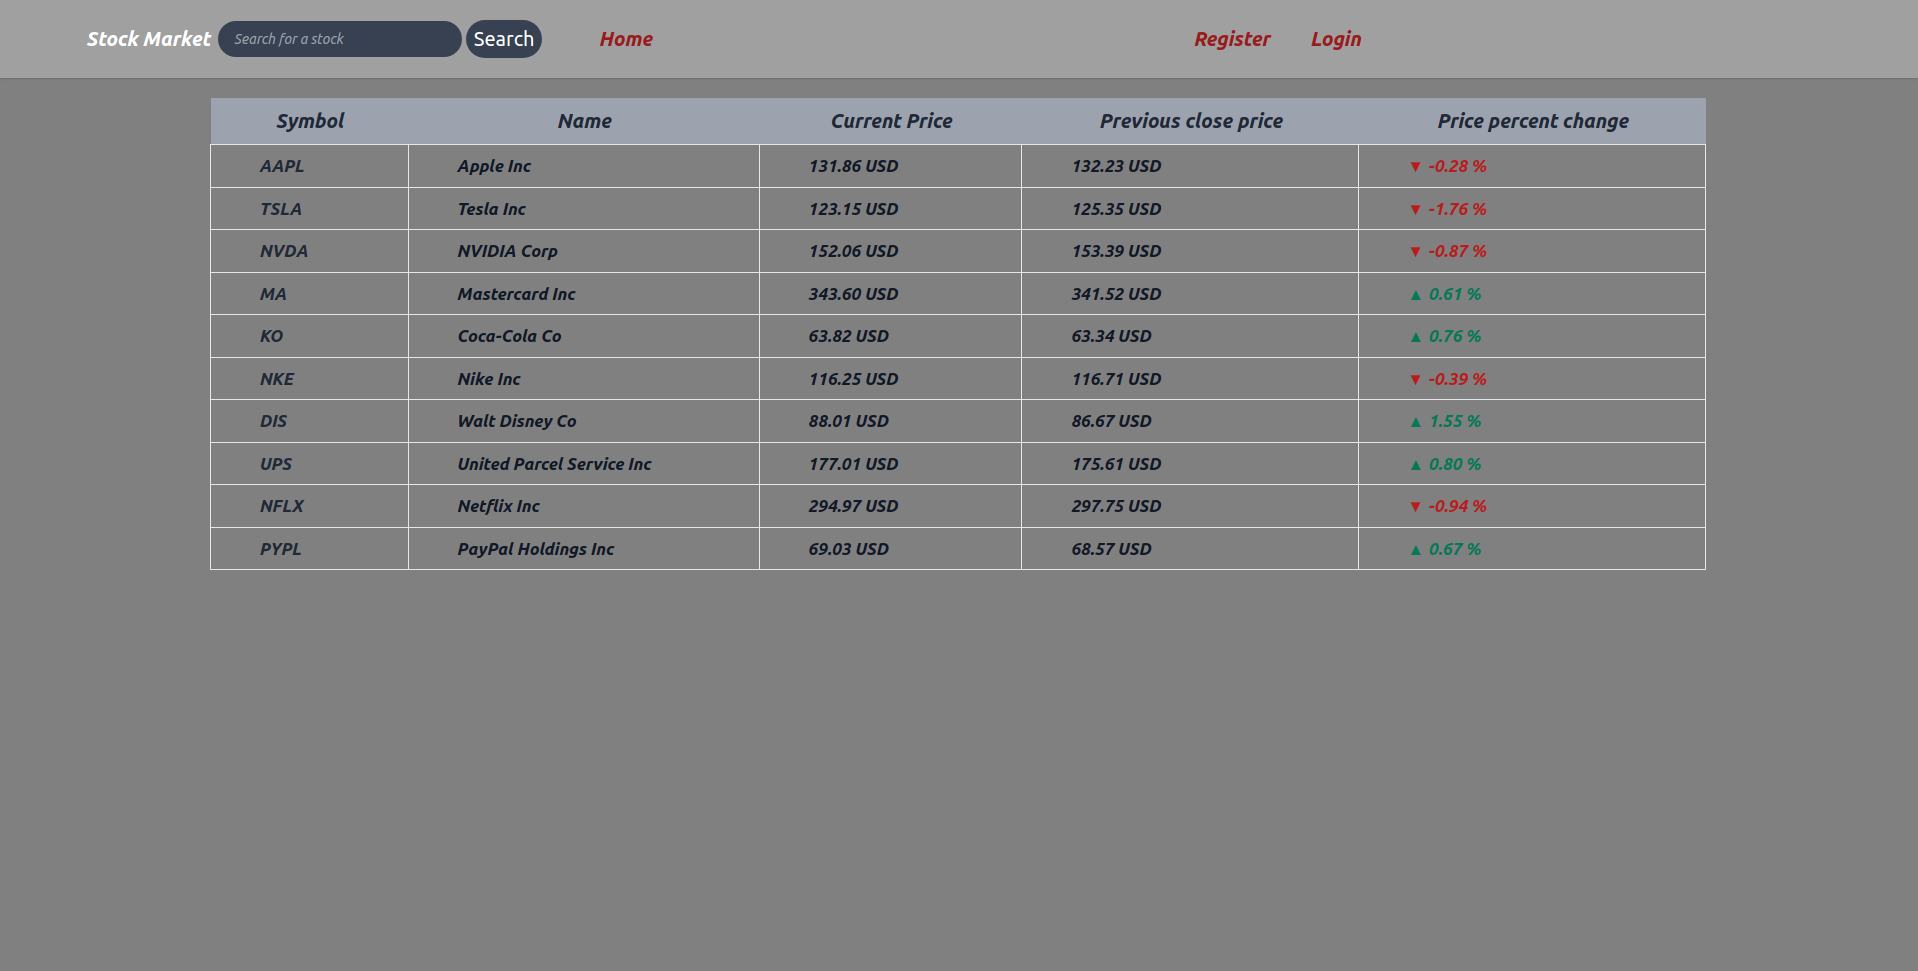 Stock Market Search for a stock Search Home Register Login
Symbol Name Current Price Previous close price Price percent change
AAPL Apple Inc 131.86 USD 132.23 USD ▼ -0.28 %
TSLA Tesla Inc 123.15 USD 125.35 USD ▼ -1.76 %
NVDA NVIDIA Corp 152.06 USD 153.39 USD ▼ -0.87 %
MA Mastercard Inc 343.60 USD 341.52 USD ▲ 0.61 %
KO Coca-Cola Co 63.82 USD 63.34 USD ▲ 0.76 %
NKE Nike Inc 116.25 USD 116.71 USD ▼ -0.39 %
DIS Walt Disney Co 88.01 USD 86.67 USD ▲ 1.55 %
UPS United Parcel Service Inc 177.01 USD 175.61 USD ▲ 0.80 %
NFLX Netflix Inc 294.97 USD 297.75 USD ▼ -0.94 %
PYPL PayPal Holdings Inc 69.03 USD 68.57 USD ▲ 0.67 %